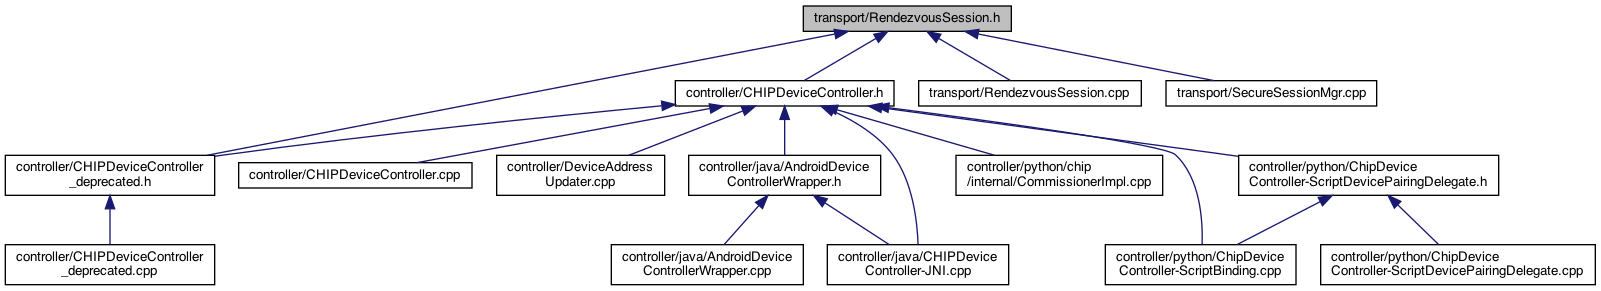 transport/RendezvousSession.h
controller/CHIPDeviceController.h
transport/RendezvousSession.cpp
transport/SecureSessionMgr.cpp
controller/CHIPDeviceController
_deprecated.h
controller/CHIPDeviceController.cpp
controller/DeviceAddress
Updater.cpp
controller/java/AndroidDevice
ControllerWrapper.h
controller/python/chip
/internal/CommissionerImpl.cpp
controller/python/ChipDevice
Controller-ScriptDevicePairingDelegate.h
controller/CHIPDeviceController
_deprecated.cpp
controller/java/AndroidDevice
ControllerWrapper.cpp
controller/java/CHIPDevice
Controller-JNI.cpp
controller/python/ChipDevice
Controller-ScriptBinding.cpp
controller/python/ChipDevice
Controller-ScriptDevicePairingDelegate.cpp